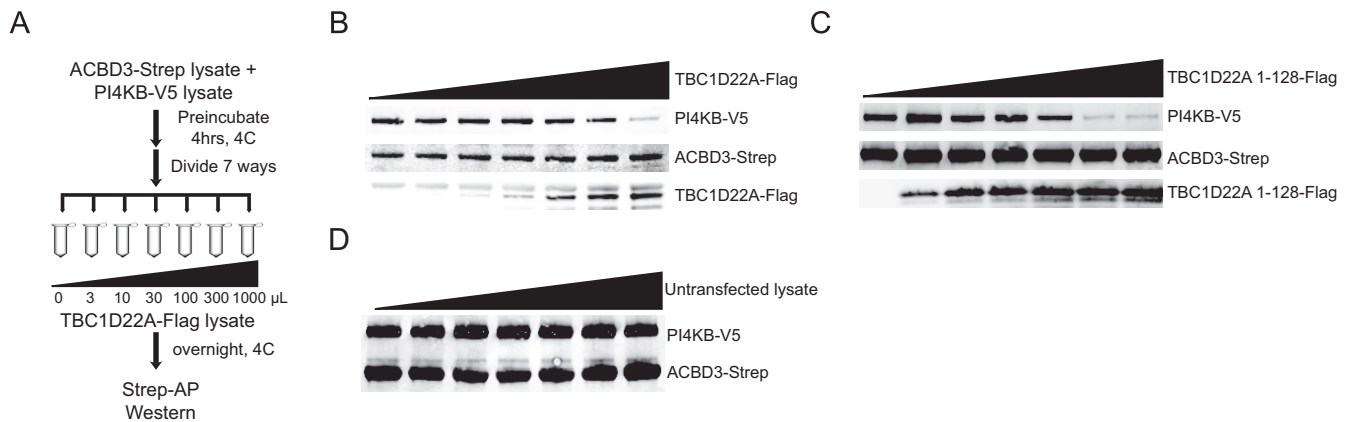 A
ACBD3-Strep lysate +
PI4KB-V5 lysate
Preincubate
4hrs, 4C
Divide 7 ways
0 3 10 30 100 300 1000 µL
TBC1D22A-Flag lysate
overnight, 4C
Strep-AP
Western
B
TBC1D22A-Flag
PI4KB-V5
ACBD3-Strep
TBC1D22A-Flag
C
TBC1D22A 1-128-Flag
PI4KB-V5
ACBD3-Strep
TBC1D22A 1-128-Flag
D
Untransfected lysate
PI4KB-V5
ACBD3-Strep